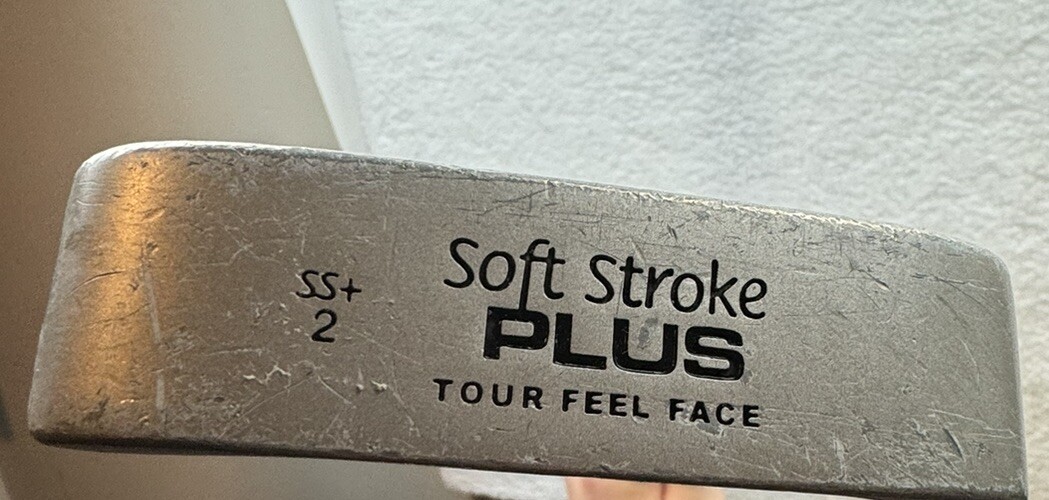 SS+
2
Soft Stroke
PLUS
TOUR FEEL FACE